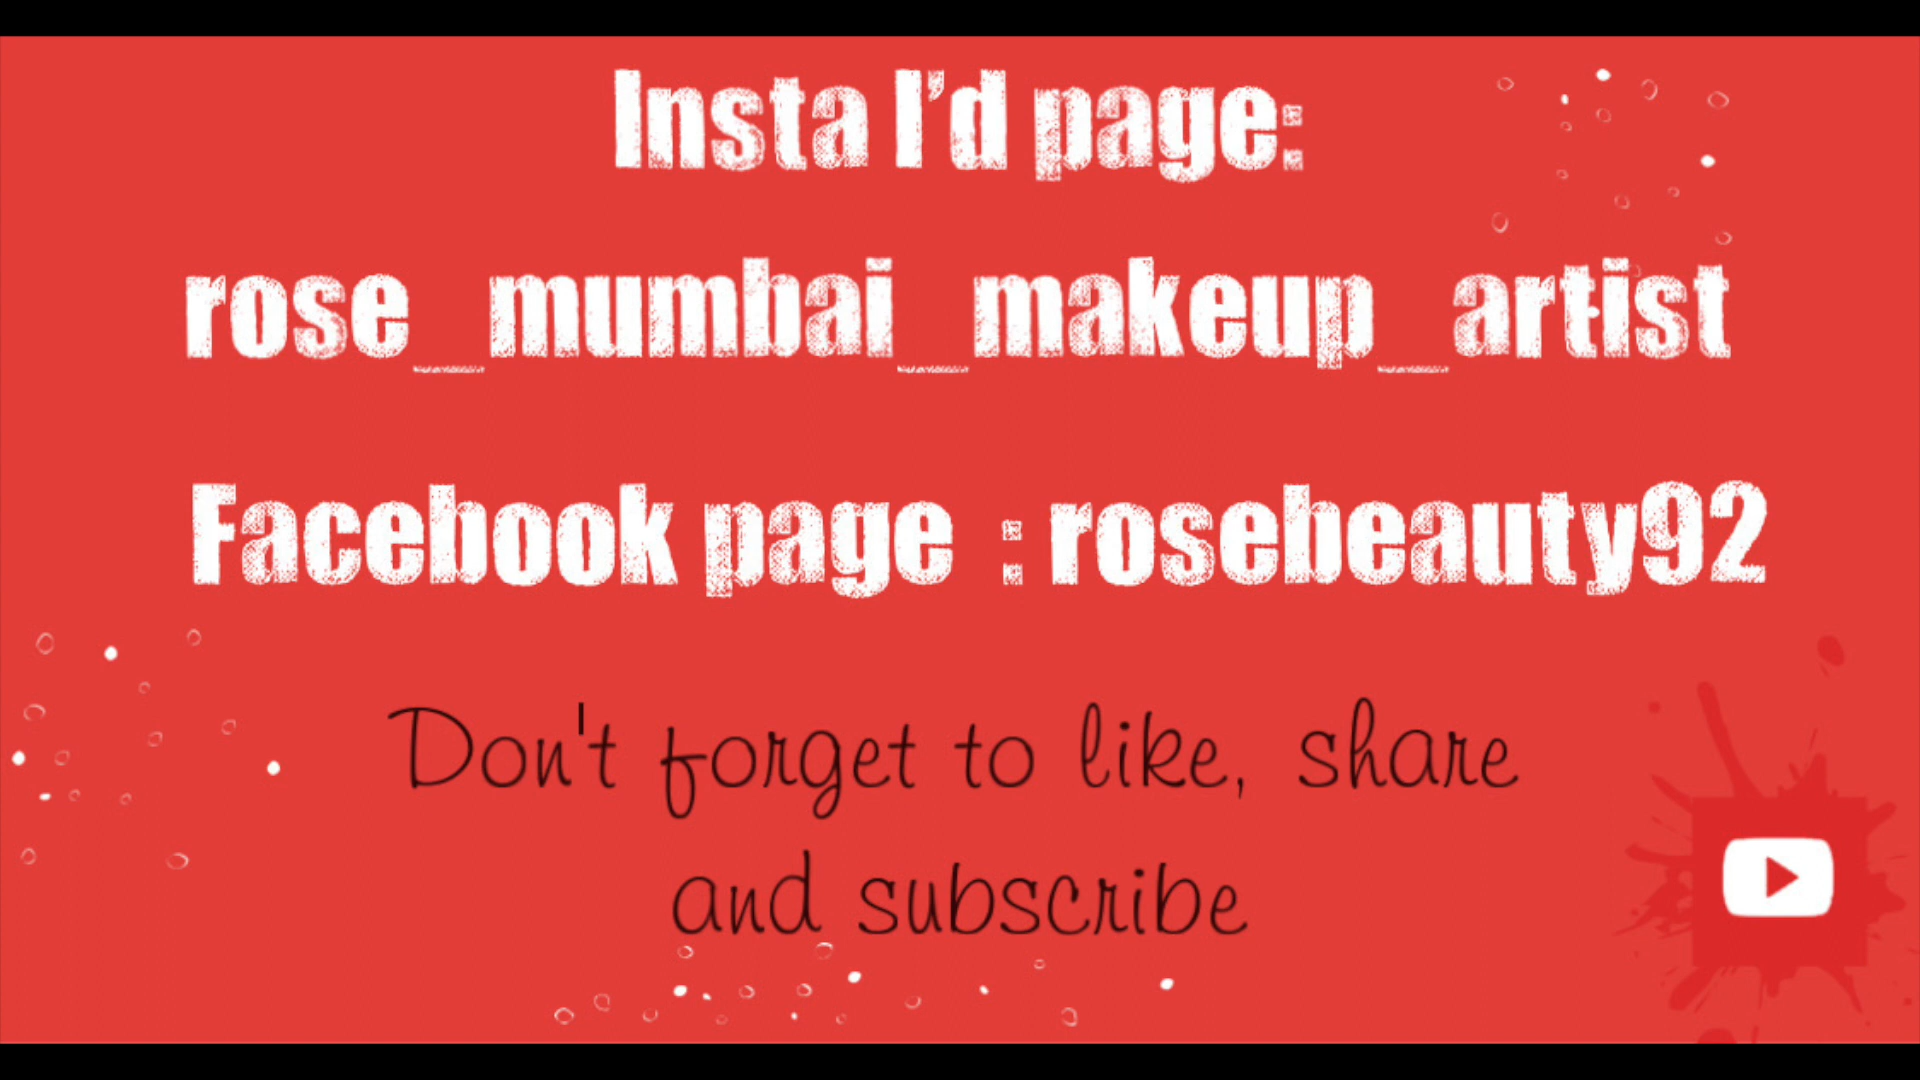 Insta I'd page:
rose_mumbai_makeup_artist
Facebook page : rosebeauty92
Don't forget to like, share
and subscribe